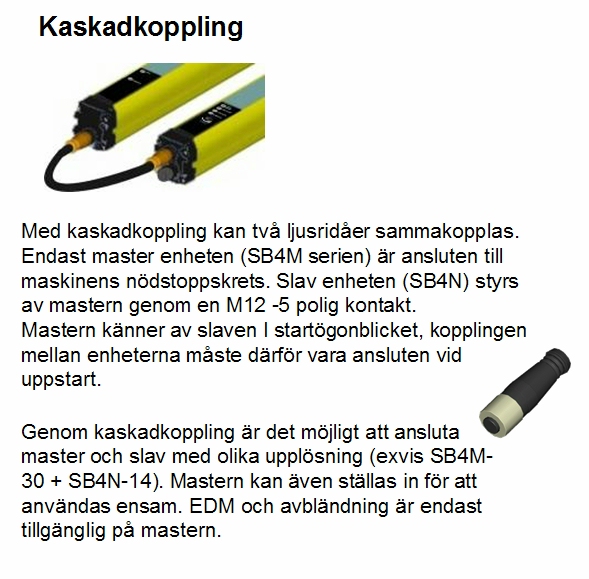 Kaskadkoppling
Med kaskadkoppling kan två ljusridåer sammakopplas.
Endast master enheten (SB4M serien) är ansluten till
maskinens nödstoppskrets. Slav enheten (SB4N) styrs
av mastern genom en M12 -5 polig kontakt.
Mastern känner av slaven I startögonblicket, kopplingen
mellan enheterna måste därför vara ansluten vid
uppstart.
Genom kaskadkoppling är det möjligt att ansluta
master och slav med olika upplösning (exvis SB4M-
30 + SB4N-14). Mastern kan även ställas in för att
användas ensam. EDM och avbländning är endast
tillgänglig på mastern.